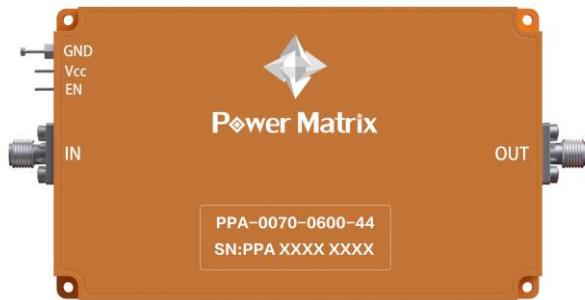 GND
Vcc
EN
Power Matrix
IN
OUT
PPA-0070-0600-44
SN:PPA XXXX XXXX